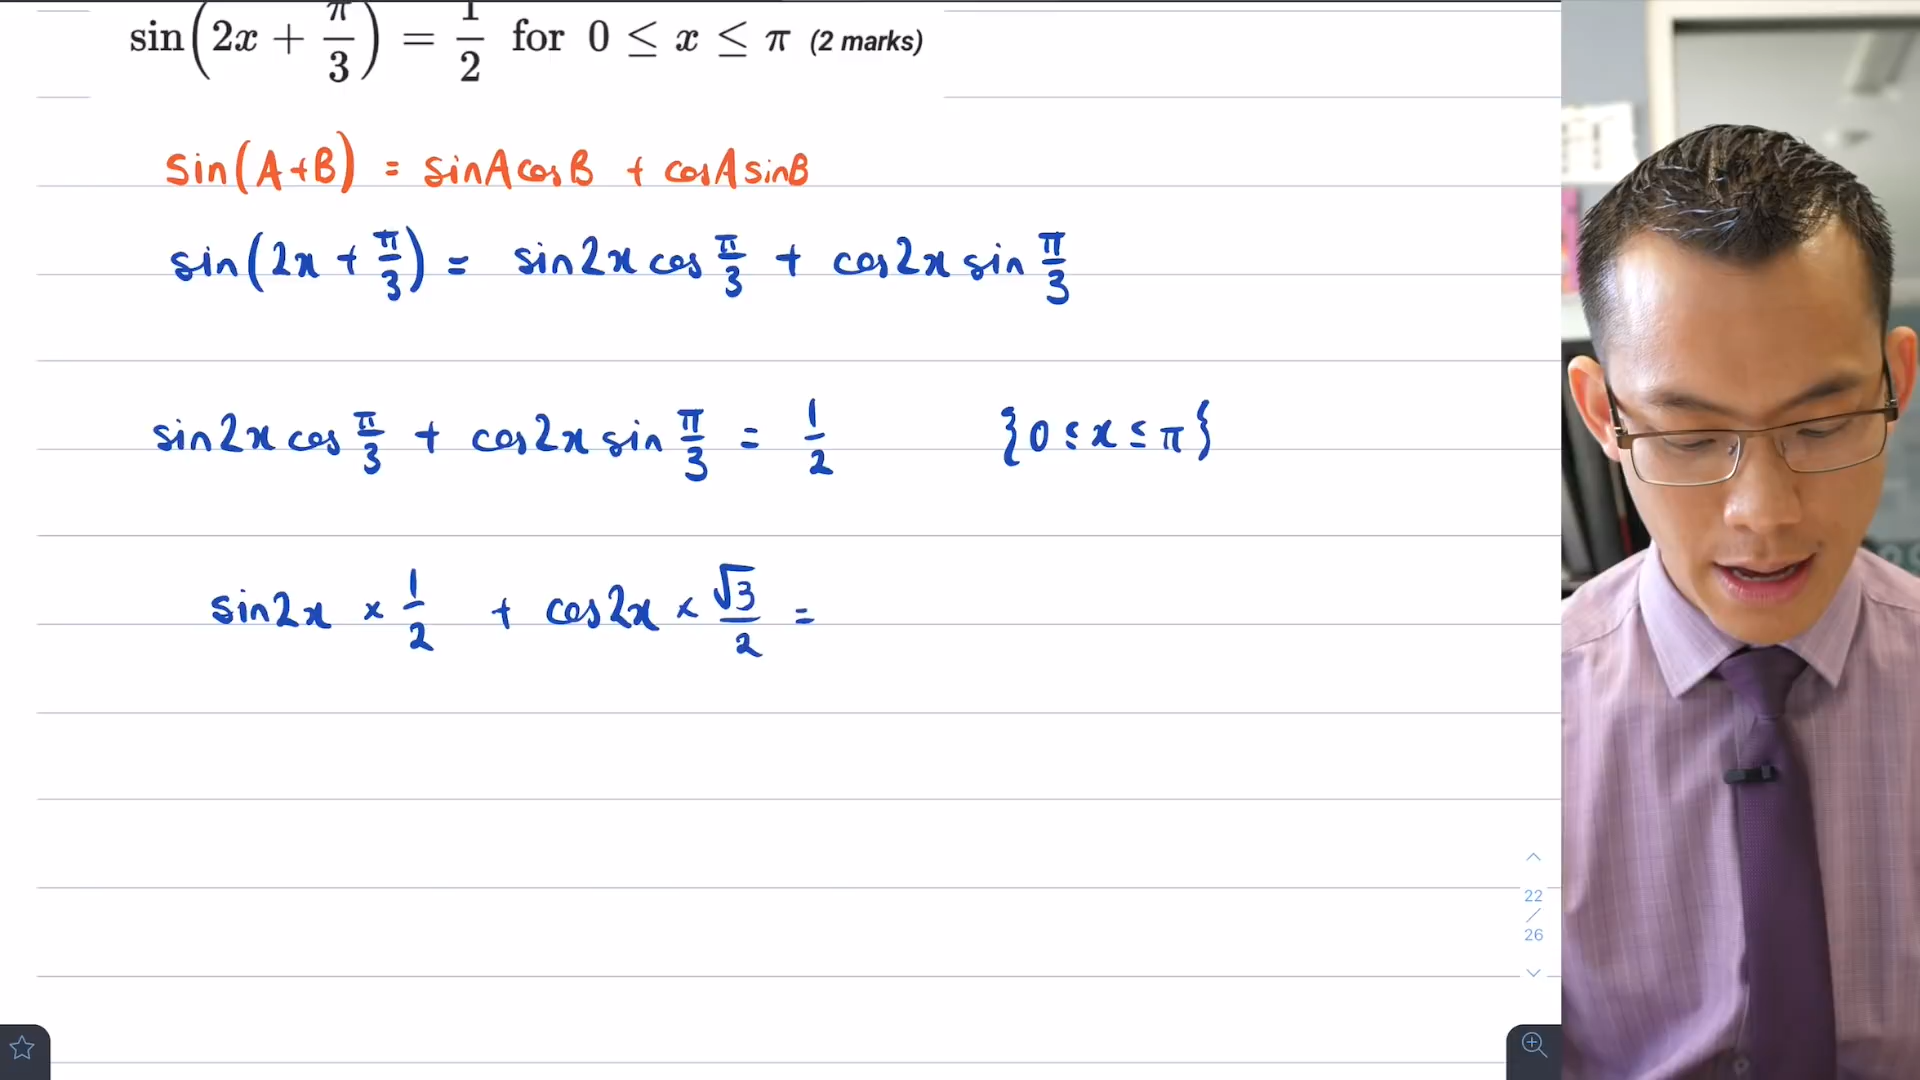 sin(2x + π/3) = 1/2 for 0 ≤ x ≤ π (2 marks)
sin(A+B) = sinAcosB + cosAsinB
sin(2x + π/3) = sin2x cos π/3 + cos2x sin π/3
sin2x cos π/3 + cos2x sin π/3 = 1/2 {0 ≤ x ≤ π}
sin2x × 1/2 + cos2x × √3/2 =
22
/
26